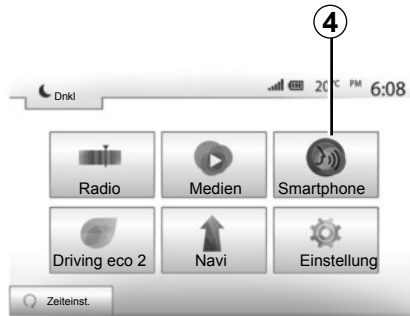 4
Dnkl
20°C PM 6:08
Radio Medien Smartphone
Driving eco 2 Navi Einstellung
Zeiteinst.